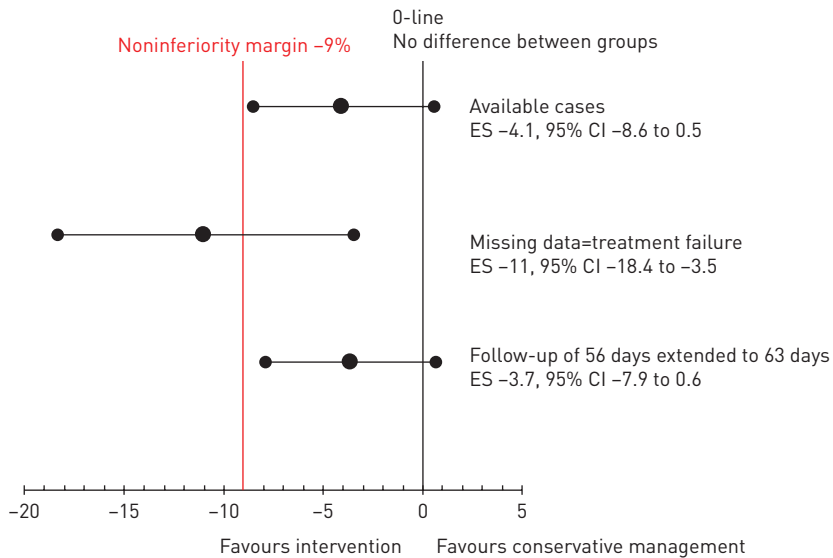 0-line
No difference between groups
Noninferiority margin –9%
Available cases
ES –4.1, 95% CI –8.6 to 0.5
Missing data=treatment failure
ES –11, 95% CI –18.4 to –3.5
Follow-up of 56 days extended to 63 days
ES –3.7, 95% CI –7.9 to 0.6
–20 –15 –10 –5 0 5
Favours intervention Favours conservative management